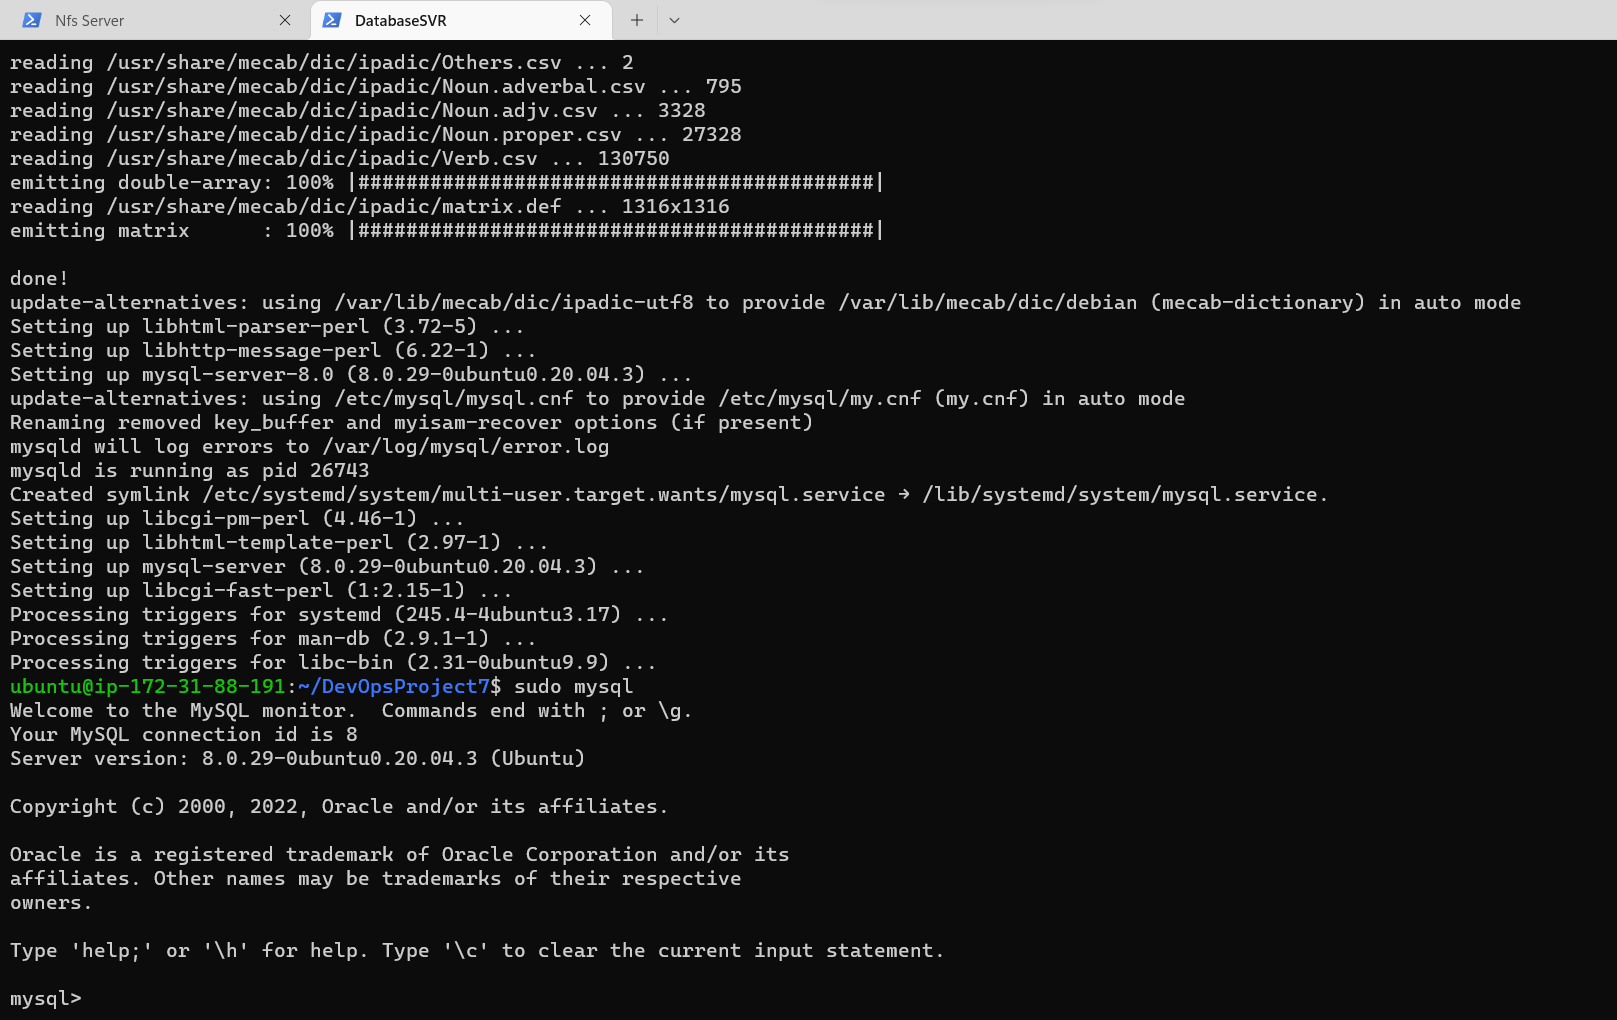 Nfs Server
DatabaseSVR
reading /usr/share/mecab/dic/ipadic/Others.csv ... 2
reading /usr/share/mecab/dic/ipadic/Noun.adverbal.csv ... 795
reading /usr/share/mecab/dic/ipadic/Noun.adjv.csv ... 3328
reading /usr/share/mecab/dic/ipadic/Noun.proper.csv ... 27328
reading /usr/share/mecab/dic/ipadic/Verb.csv ... 130750
emitting double-array: 100% |###########################################|
reading /usr/share/mecab/dic/ipadic/matrix.def ... 1316x1316
emitting matrix      : 100% |###########################################|
done!
update-alternatives: using /var/lib/mecab/dic/ipadic-utf8 to provide /var/lib/mecab/dic/debian (mecab-dictionary) in auto mode
Setting up libhtml-parser-perl (3.72-5) ...
Setting up libhttp-message-perl (6.22-1) ...
Setting up mysql-server-8.0 (8.0.29-0ubuntu0.20.04.3) ...
update-alternatives: using /etc/mysql/mysql.cnf to provide /etc/mysql/my.cnf (my.cnf) in auto mode
Renaming removed key_buffer and myisam-recover options (if present)
mysqld will log errors to /var/log/mysql/error.log
mysqld is running as pid 26743
Created symlink /etc/systemd/system/multi-user.target.wants/mysql.service → /lib/systemd/system/mysql.service.
Setting up libcgi-pm-perl (4.46-1) ...
Setting up libhtml-template-perl (2.97-1) ...
Setting up mysql-server (8.0.29-0ubuntu0.20.04.3) ...
Setting up libcgi-fast-perl (1:2.15-1) ...
Processing triggers for systemd (245.4-4ubuntu3.17) ...
Processing triggers for man-db (2.9.1-1) ...
Processing triggers for libc-bin (2.31-0ubuntu9.9) ...
ubuntu@ip-172-31-88-191:~/DevOpsProject7$ sudo mysql
Welcome to the MySQL monitor.  Commands end with ; or \g.
Your MySQL connection id is 8
Server version: 8.0.29-0ubuntu0.20.04.3 (Ubuntu)
Copyright (c) 2000, 2022, Oracle and/or its affiliates.
Oracle is a registered trademark of Oracle Corporation and/or its
affiliates. Other names may be trademarks of their respective
owners.
Type 'help;' or '\h' for help. Type '\c' to clear the current input statement.
mysql>